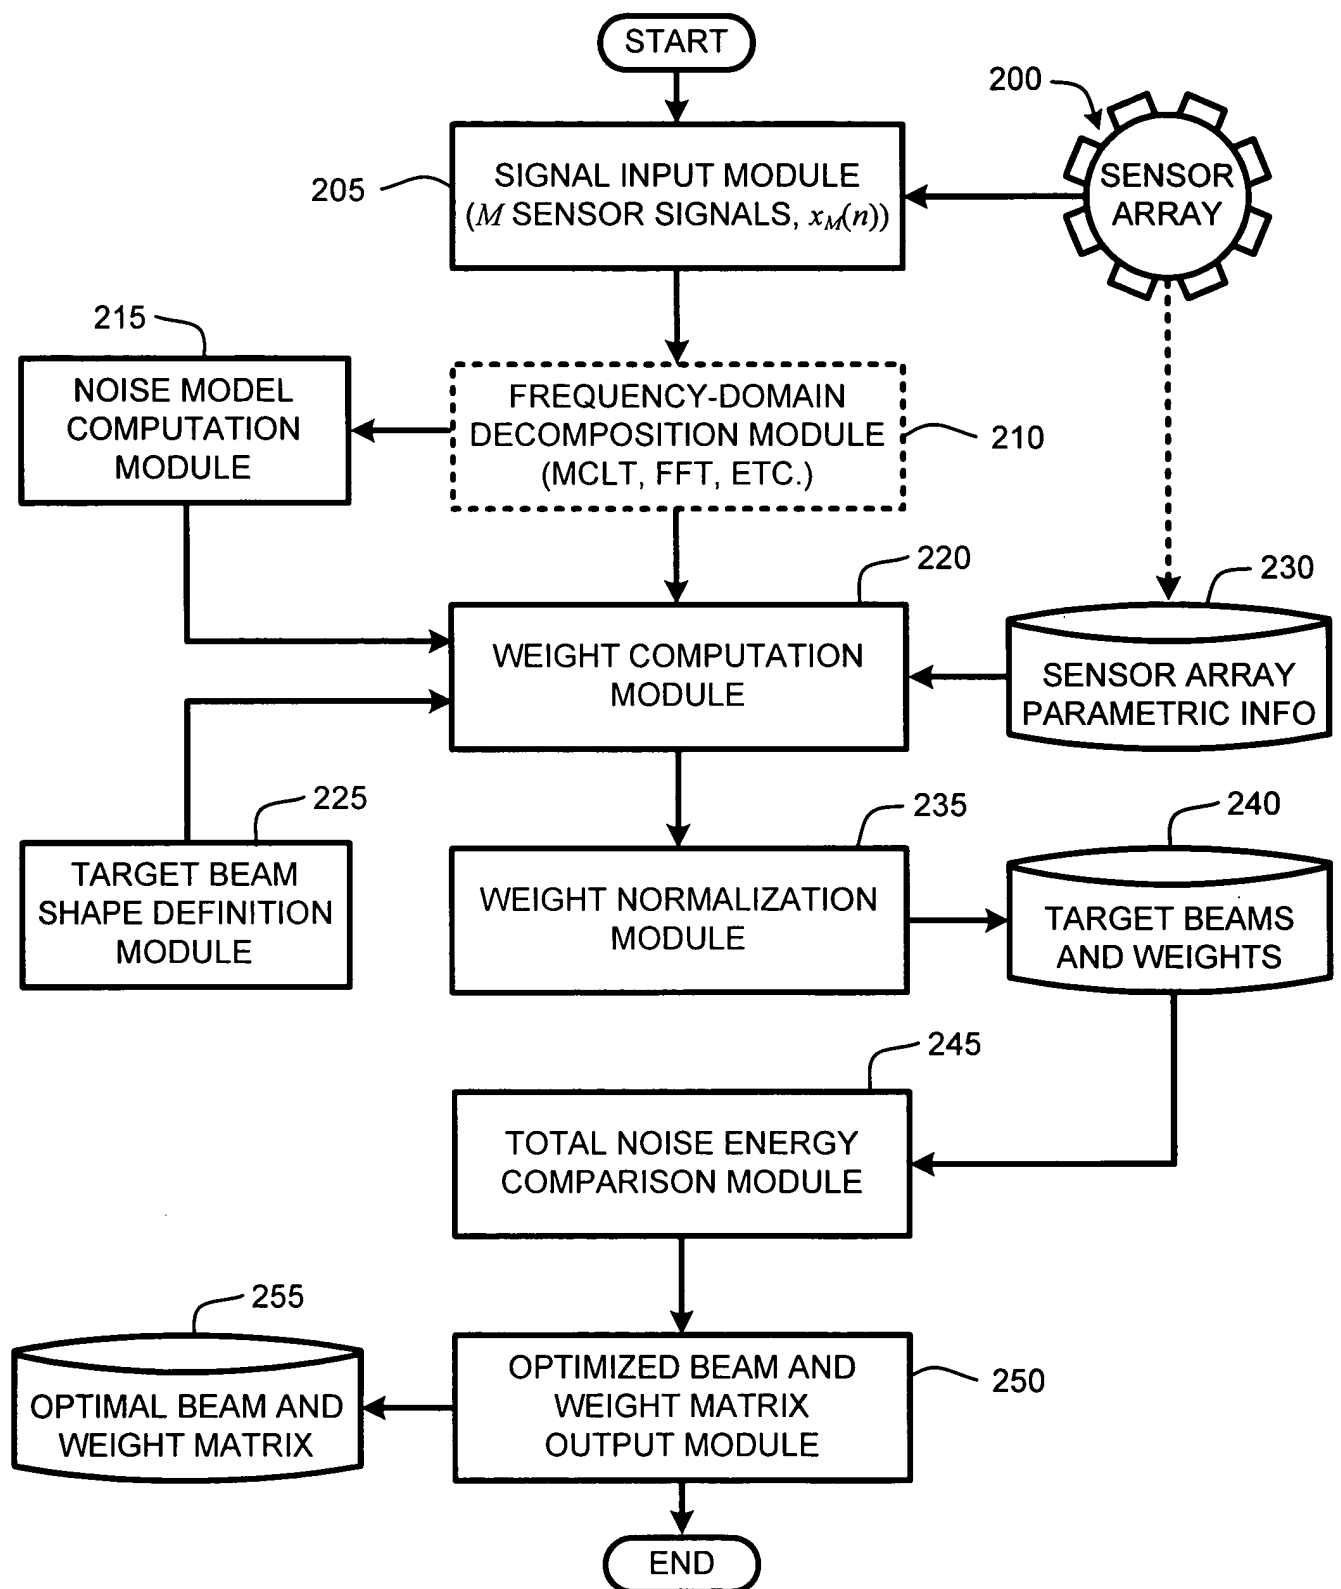 START
200
SENSOR
ARRAY
205
SIGNAL INPUT MODULE
(M SENSOR SIGNALS, xM(n))
215
NOISE MODEL
COMPUTATION
MODULE
FREQUENCY-DOMAIN
DECOMPOSITION MODULE
(MCLT, FFT, ETC.)
210
220
WEIGHT COMPUTATION
MODULE
230
SENSOR ARRAY
PARAMETRIC INFO
225
TARGET BEAM
SHAPE DEFINITION
MODULE
235
WEIGHT NORMALIZATION
MODULE
240
TARGET BEAMS
AND WEIGHTS
245
TOTAL NOISE ENERGY
COMPARISON MODULE
255
OPTIMAL BEAM AND
WEIGHT MATRIX
OPTIMIZED BEAM AND
WEIGHT MATRIX
OUTPUT MODULE
250
END